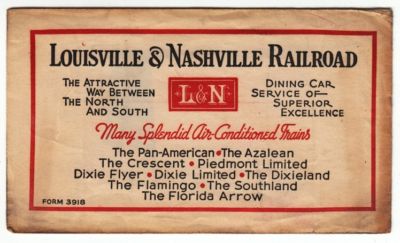 LOUISVILLE & NASHVILLE RAILROAD
THE ATTRACTIVE
WAY BETWEEN
THE NORTH
AND SOUTH
L&N
DINING CAR
SERVICE OF
SUPERIOR
EXCELLENCE
Many Splendid Air-Conditioned Trains
The Pan-American • The Azalean
The Crescent • Piedmont Limited
Dixie Flyer • Dixie Limited • The Dixieland
The Flamingo • The Southland
The Florida Arrow
FORM 3918